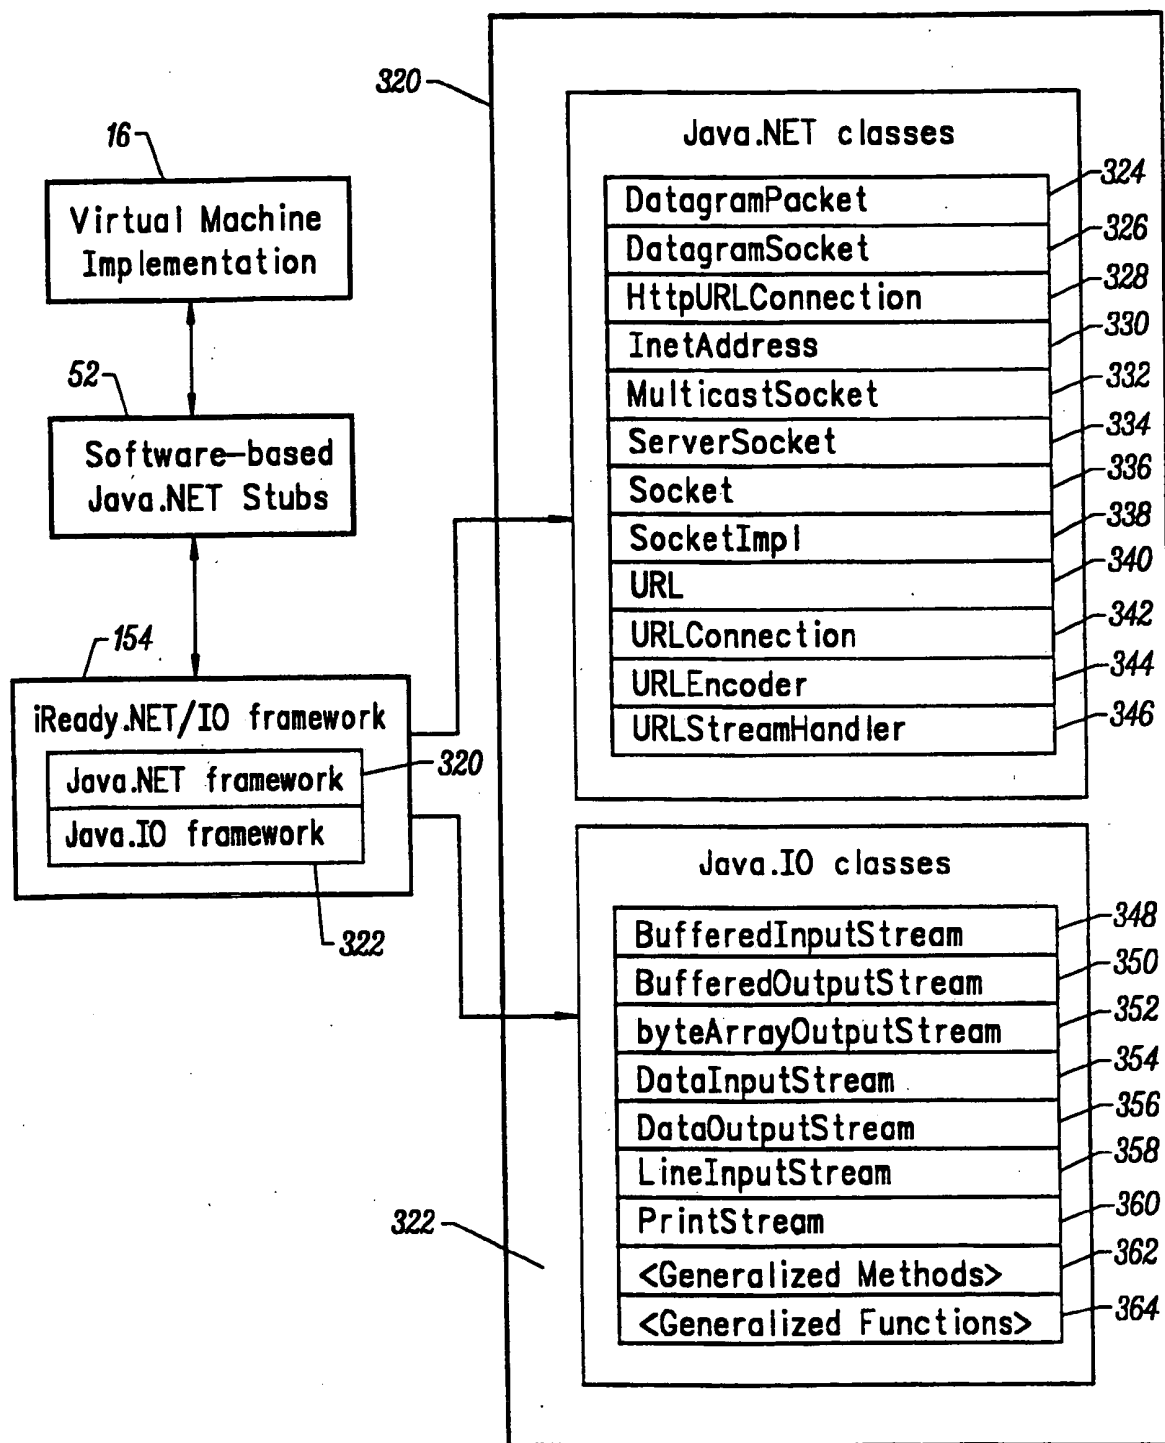 16
Virtual Machine
Implementation
52
Software-based
Java.NET Stubs
154
iReady.NET/IO framework
Java.NET framework
320
Java.IO framework
322
320
Java.NET classes
DatagramPacket 324
DatagramSocket 326
HttpURLConnection 328
InetAddress 330
MulticastSocket 332
ServerSocket 334
Socket 336
SocketImpl 338
URL 340
URLConnection 342
URLEncoder 344
URLStreamHandler 346
Java.IO classes
BufferedInputStream 348
BufferedOutputStream 350
byteArrayOutputStream 352
DataInputStream 354
DataOutputStream 356
LineInputStream 358
PrintStream 360
<Generalized Methods> 362
<Generalized Functions> 364
322